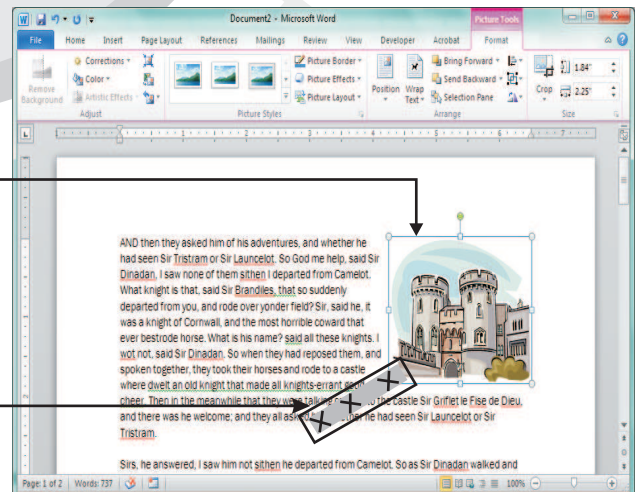 Document2 - Microsoft Word
Picture Tools
File Home Insert Page Layout References Mailings Review View Developer Acrobat Format
Remove Background
Corrections
Color
Artistic Effects
Adjust
Picture Styles
Picture Border
Picture Effects
Picture Layout
Position
Wrap Text
Bring Forward
Send Backward
Selection Pane
Arrange
Crop
1.84"
2.25"
Size
AND then they asked him of his adventures, and whether he
had seen Sir Tristram or Sir Launcelot. So God me help, said Sir
Dinadan, I saw none of them sithen I departed from Camelot.
What knight is that, said Sir Brandiles, that so suddenly
departed from you, and rode over yonder field? Sir, said he, it
was a knight of Cornwall, and the most horrible coward that
ever bestrode horse. What is his name? said all these knights. I
wot not, said Sir Dinadan. So when they had reposed them, and
spoken together, they took their horses and rode to a castle
where dwelt an old knight that made all knights-errant
cheer. Then in the meanwhile that they were talking to the castle Sir Griflet le Fise de Dieu,
and there was he welcome; and they all asked he had seen Sir Launcelot or Sir
Tristram.
Sirs, he answered, I saw him not sithen he departed from Camelot. So as Sir Dinadan walked and
Page: 1 of 2 Words: 737 100%